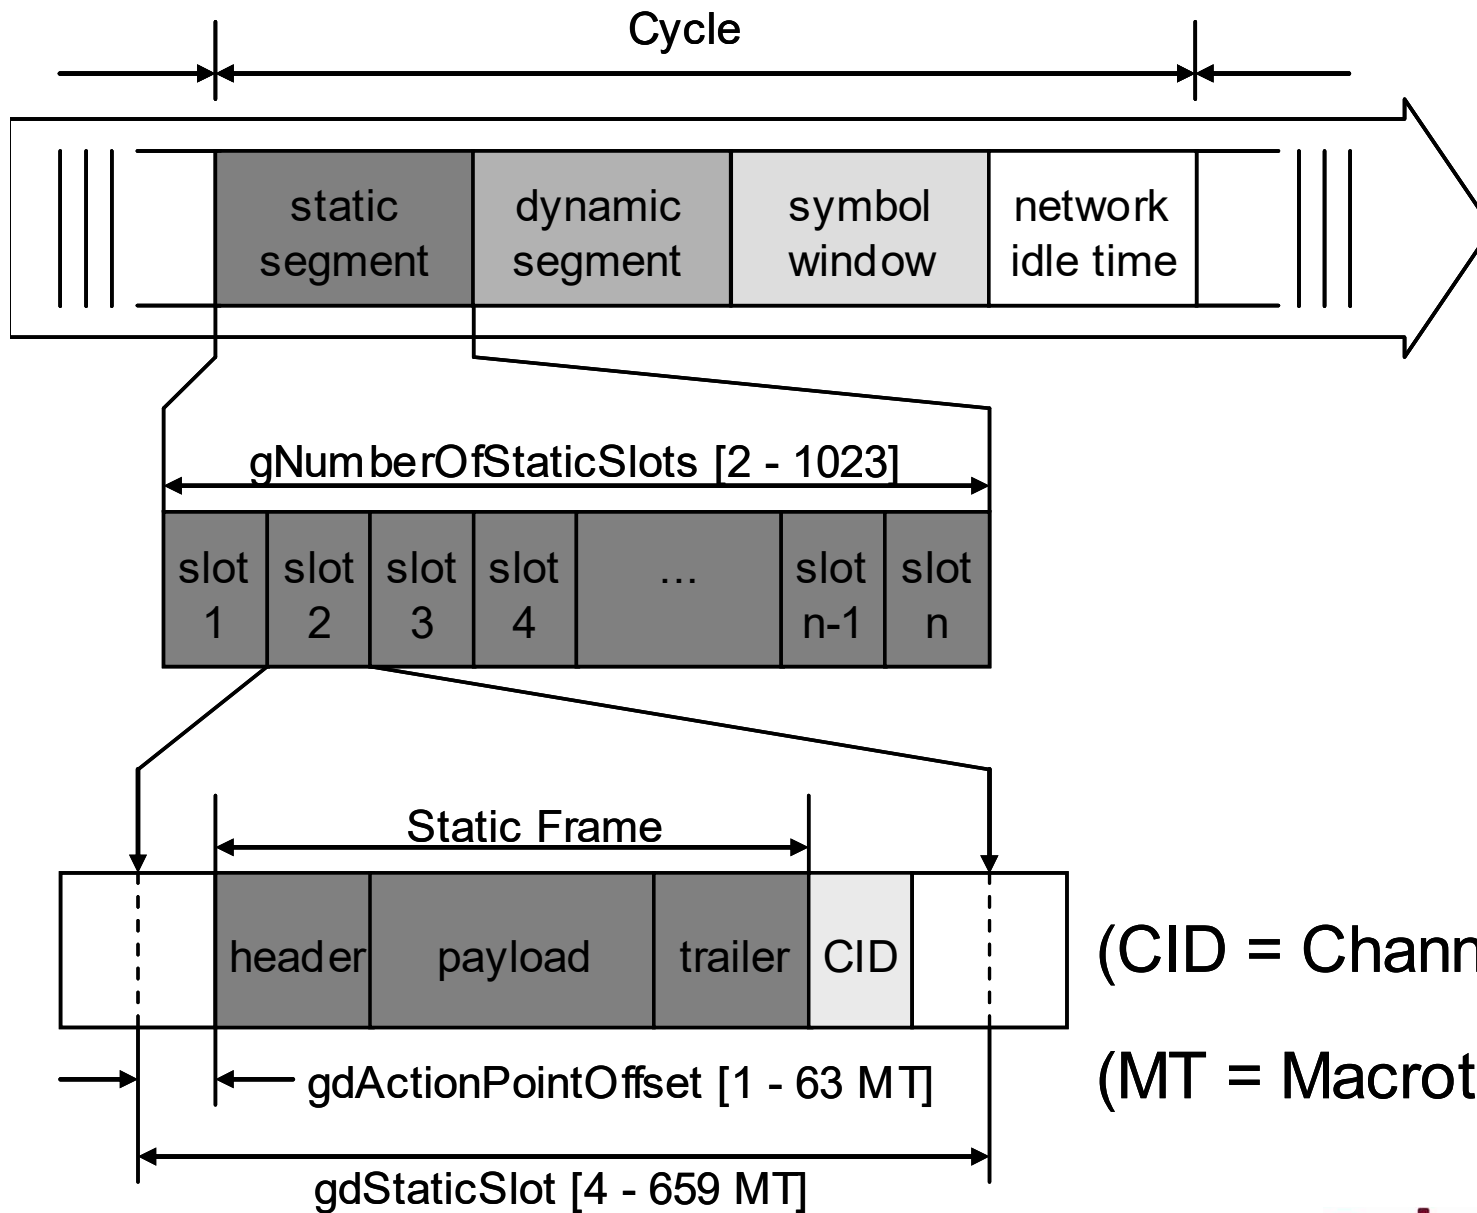 Cycle
static
segment
dynamic
segment
symbol
window
network
idle time
gNumberOfStaticSlots [2 - 1023]
slot
1
slot
2
slot
3
slot
4
...
slot
n-1
slot
n
Static Frame
header
payload
trailer
CID
(CID = Chann
gdActionPointOffset [1 - 63 MT]
(MT = Macrot
gdStaticSlot [4 - 659 MT]